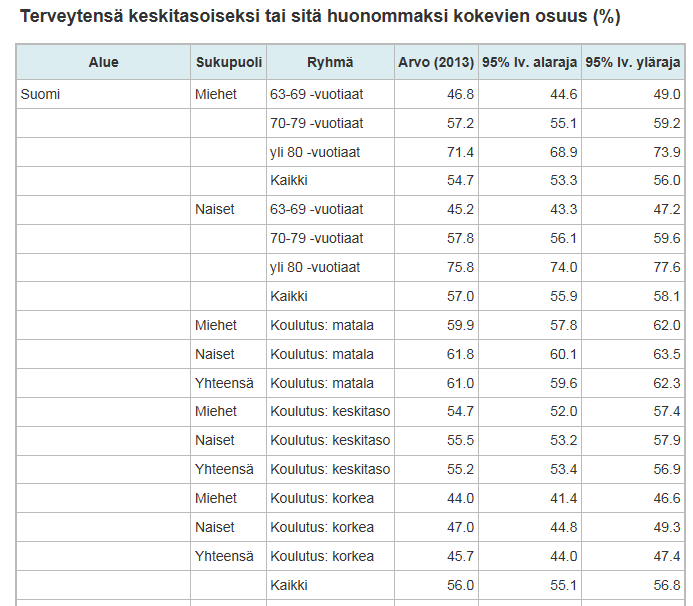 Terveytensä keskitasoiseksi tai sitä huonommaksi kokevien osuus (%)
Alue Sukupuoli Ryhmä Arvo (2013) 95% lv. alaraja 95% lv. yläraja
Suomi Miehet 63-69 -vuotiaat 46.8 44.6 49.0
70-79 -vuotiaat 57.2 55.1 59.2
yli 80 -vuotiaat 71.4 68.9 73.9
Kaikki 54.7 53.3 56.0
Naiset 63-69 -vuotiaat 45.2 43.3 47.2
70-79 -vuotiaat 57.8 56.1 59.6
yli 80 -vuotiaat 75.8 74.0 77.6
Kaikki 57.0 55.9 58.1
Miehet Koulutus: matala 59.9 57.8 62.0
Naiset Koulutus: matala 61.8 60.1 63.5
Yhteensä Koulutus: matala 61.0 59.6 62.3
Miehet Koulutus: keskitaso 54.7 52.0 57.4
Naiset Koulutus: keskitaso 55.5 53.2 57.9
Yhteensä Koulutus: keskitaso 55.2 53.4 56.9
Miehet Koulutus: korkea 44.0 41.4 46.6
Naiset Koulutus: korkea 47.0 44.8 49.3
Yhteensä Koulutus: korkea 45.7 44.0 47.4
Kaikki 56.0 55.1 56.8